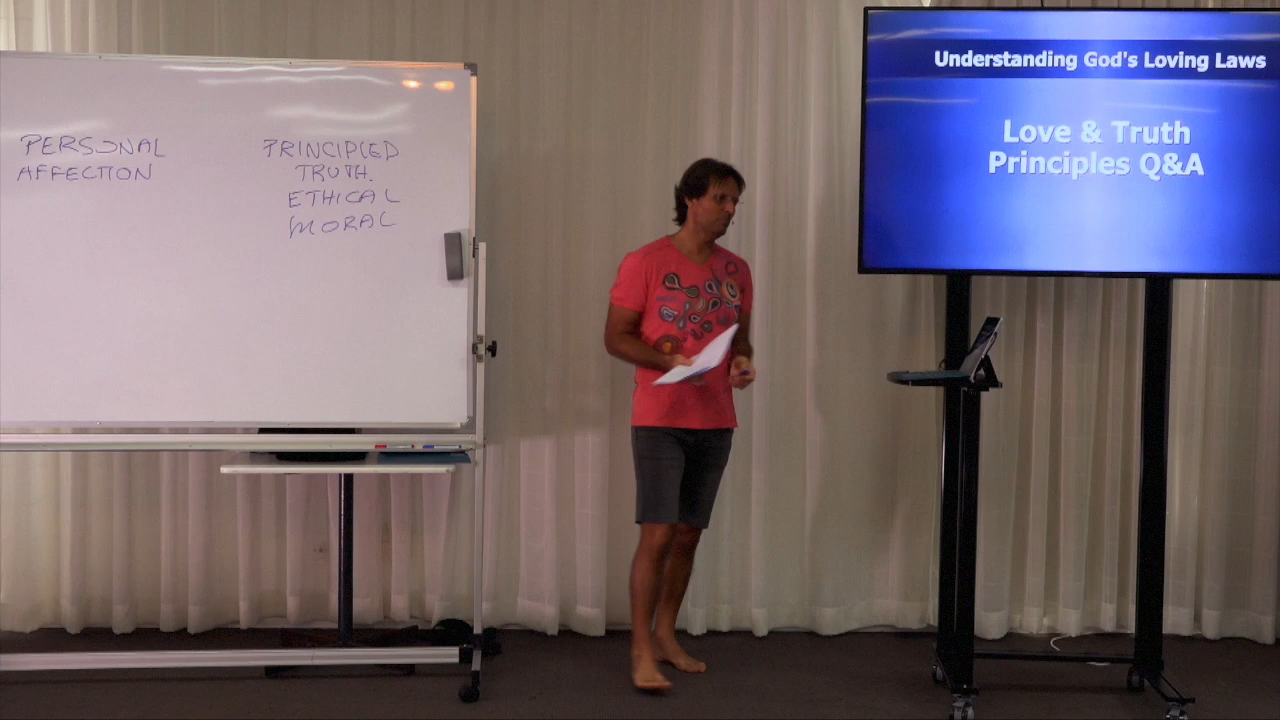 PERSONAL
AFFECTION
PRINCIPLED
TRUTH.
ETHICAL
MORAL
Understanding God's Loving Laws
Love & Truth
Principles Q&A